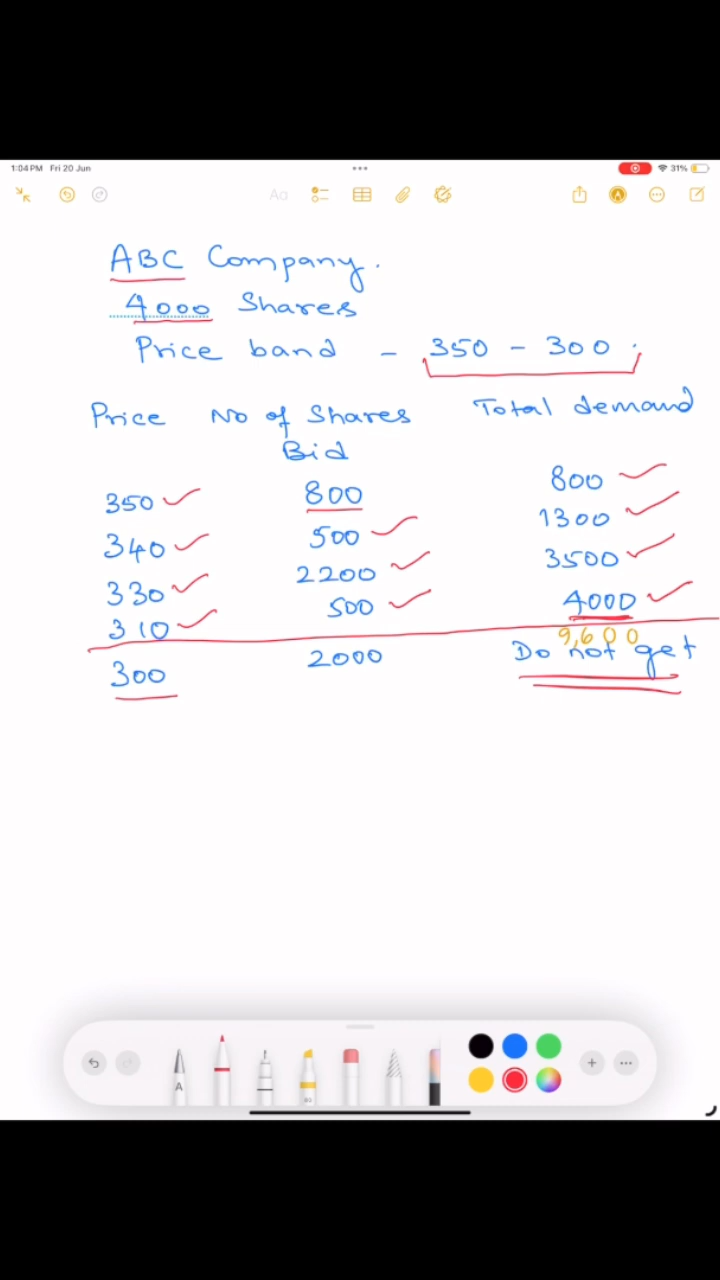 1:04 PM Fri 20 Jun
31%
Aa
ABC Company.
4000 Shares
Price band - 350 - 300.
Price No of Shares Total demand
Bid
350 800 800
340 500 1300
330 2200 3500
310 500 4000
9,600
300 2000 Do not get
A
80